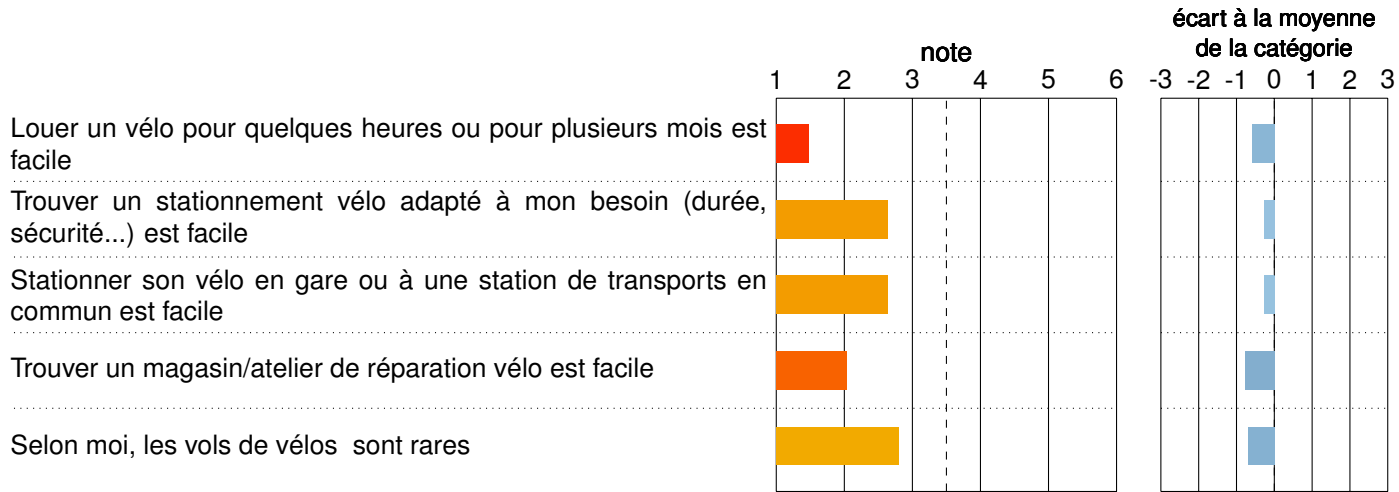 écart à la moyenne
note de la catégorie
1 2 3 4 5 6 -3 -2 -1 0 1 2 3
Louer un vélo pour quelques heures ou pour plusieurs mois est
facile
Trouver un stationnement vélo adapté à mon besoin (durée,
sécurité...) est facile
Stationner son vélo en gare ou à une station de transports en
commun est facile
Trouver un magasin/atelier de réparation vélo est facile
Selon moi, les vols de vélos sont rares